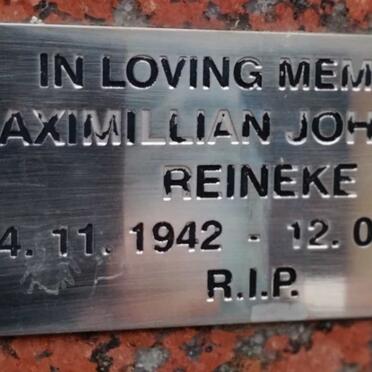 IN LOVING MEM
AXIMILLIAN JOH
REINEKE
4. 11. 1942 - 12. 0
R.I.P.